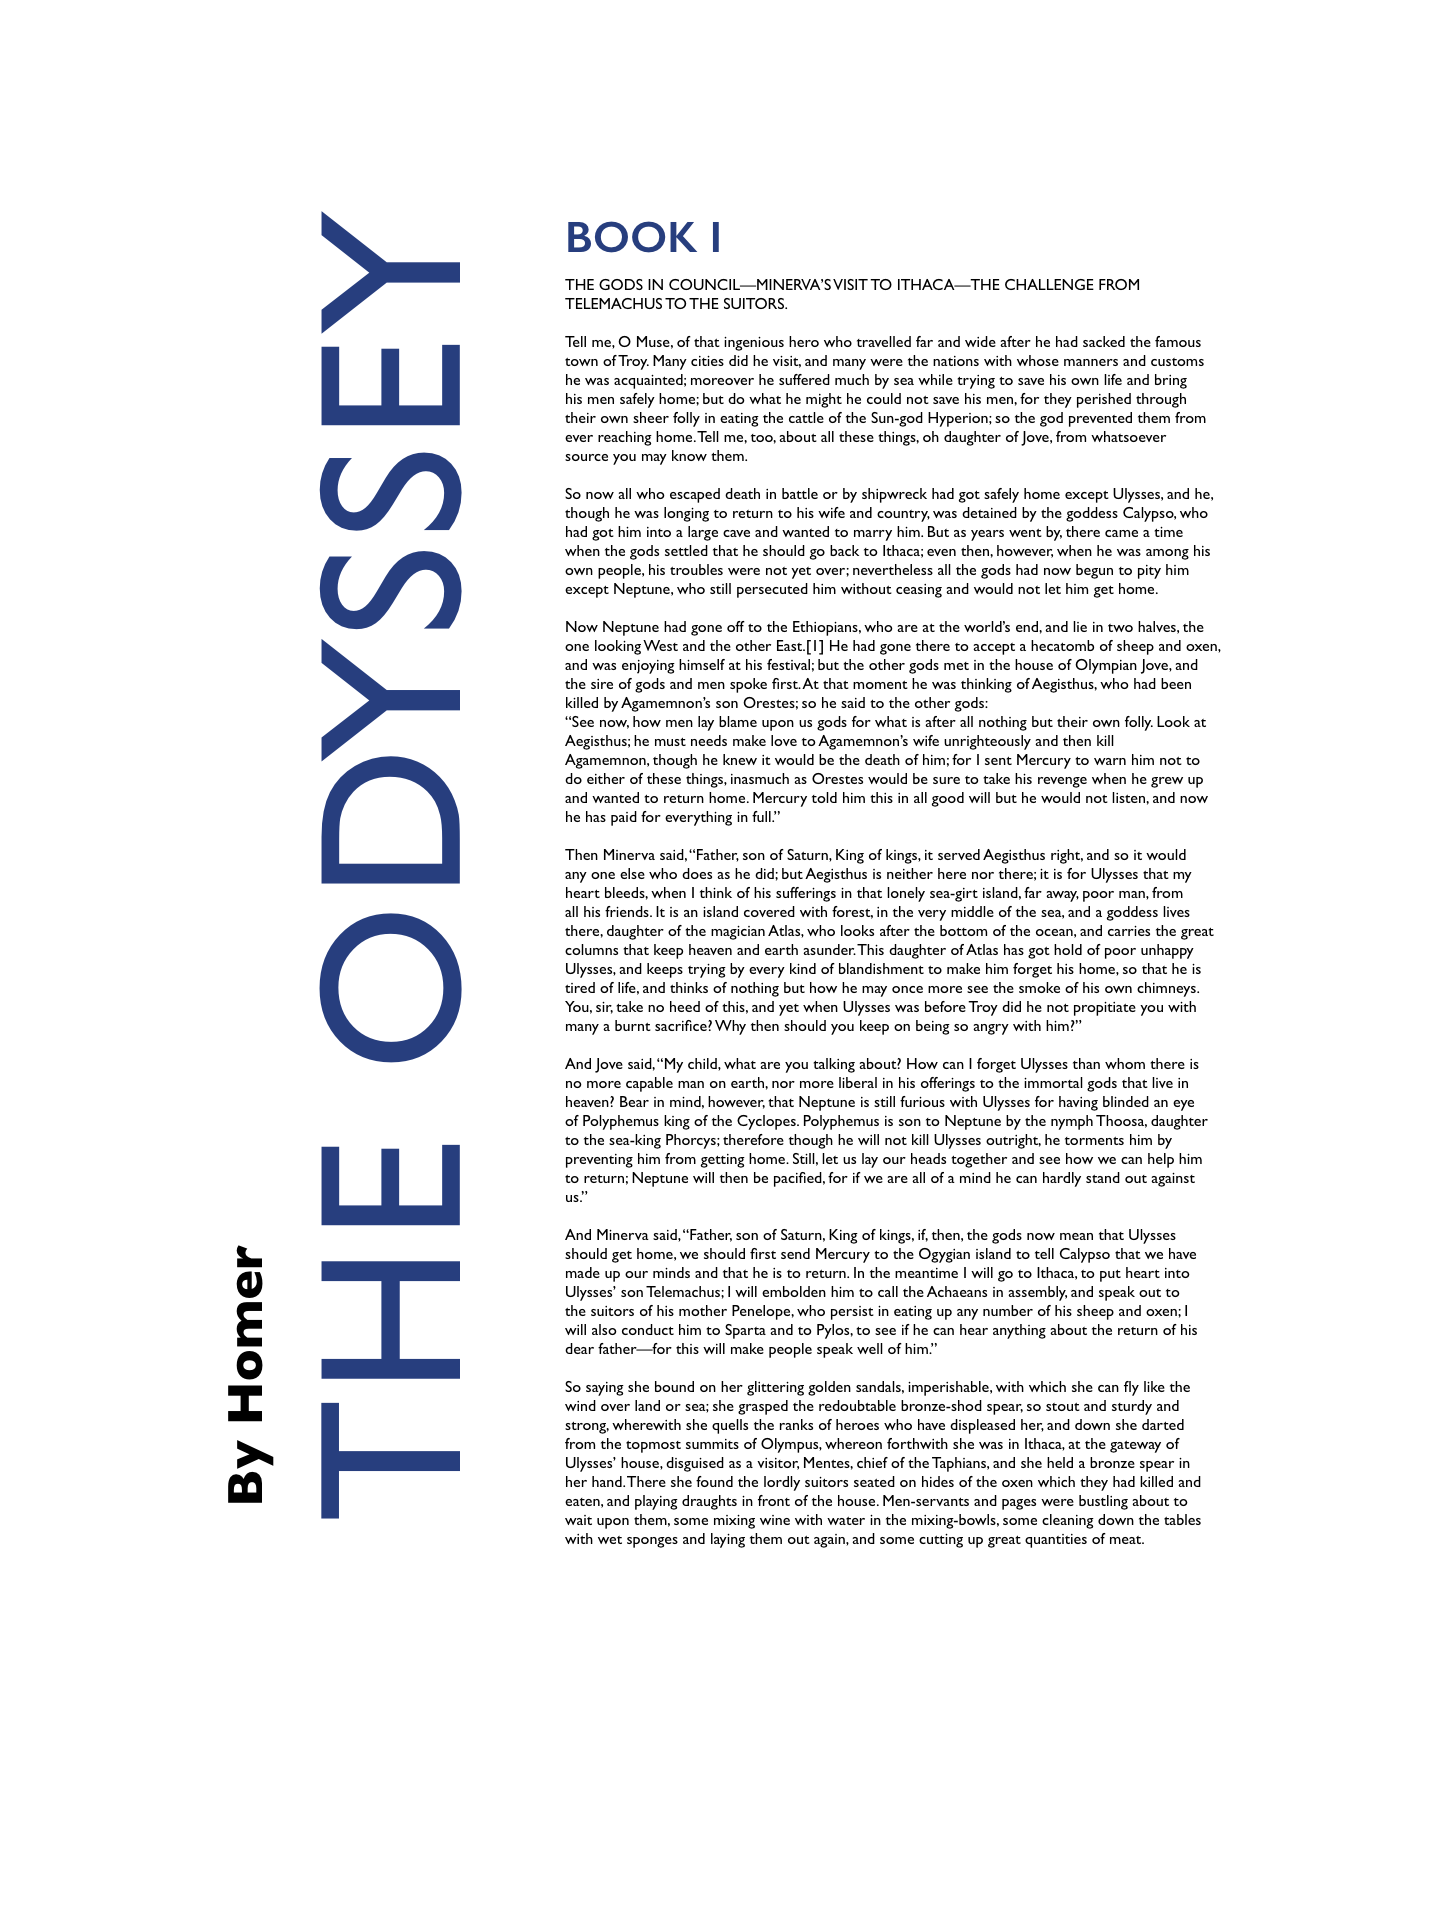 THE ODYSSEY
By Homer
BOOK I
THE GODS IN COUNCIL—MINERVA’S VISIT TO ITHACA—THE CHALLENGE FROM
TELEMACHUS TO THE SUITORS.
Tell me, O Muse, of that ingenious hero who travelled far and wide after he had sacked the famous
town of Troy. Many cities did he visit, and many were the nations with whose manners and customs
he was acquainted; moreover he suffered much by sea while trying to save his own life and bring
his men safely home; but do what he might he could not save his men, for they perished through
their own sheer folly in eating the cattle of the Sun-god Hyperion; so the god prevented them from
ever reaching home. Tell me, too, about all these things, oh daughter of Jove, from whatsoever
source you may know them.
So now all who escaped death in battle or by shipwreck had got safely home except Ulysses, and he,
though he was longing to return to his wife and country, was detained by the goddess Calypso, who
had got him into a large cave and wanted to marry him. But as years went by, there came a time
when the gods settled that he should go back to Ithaca; even then, however, when he was among his
own people, his troubles were not yet over; nevertheless all the gods had now begun to pity him
except Neptune, who still persecuted him without ceasing and would not let him get home.
Now Neptune had gone off to the Ethiopians, who are at the world’s end, and lie in two halves, the
one looking West and the other East.[1] He had gone there to accept a hecatomb of sheep and oxen,
and was enjoying himself at his festival; but the other gods met in the house of Olympian Jove, and
the sire of gods and men spoke first. At that moment he was thinking of Aegisthus, who had been
killed by Agamemnon’s son Orestes; so he said to the other gods:
“See now, how men lay blame upon us gods for what is after all nothing but their own folly. Look at
Aegisthus; he must needs make love to Agamemnon’s wife unrighteously and then kill
Agamemnon, though he knew it would be the death of him; for I sent Mercury to warn him not to
do either of these things, inasmuch as Orestes would be sure to take his revenge when he grew up
and wanted to return home. Mercury told him this in all good will but he would not listen, and now
he has paid for everything in full.”
Then Minerva said, “Father, son of Saturn, King of kings, it served Aegisthus right, and so it would
any one else who does as he did; but Aegisthus is neither here nor there; it is for Ulysses that my
heart bleeds, when I think of his sufferings in that lonely sea-girt island, far away, poor man, from
all his friends. It is an island covered with forest, in the very middle of the sea, and a goddess lives
there, daughter of the magician Atlas, who looks after the bottom of the ocean, and carries the great
columns that keep heaven and earth asunder. This daughter of Atlas has got hold of poor unhappy
Ulysses, and keeps trying by every kind of blandishment to make him forget his home, so that he is
tired of life, and thinks of nothing but how he may once more see the smoke of his own chimneys.
You, sir, take no heed of this, and yet when Ulysses was before Troy did he not propitiate you with
many a burnt sacrifice? Why then should you keep on being so angry with him?”
And Jove said, “My child, what are you talking about? How can I forget Ulysses than whom there is
no more capable man on earth, nor more liberal in his offerings to the immortal gods that live in
heaven? Bear in mind, however, that Neptune is still furious with Ulysses for having blinded an eye
of Polyphemus king of the Cyclopes. Polyphemus is son to Neptune by the nymph Thoosa, daughter
to the sea-king Phorcys; therefore though he will not kill Ulysses outright, he torments him by
preventing him from getting home. Still, let us lay our heads together and see how we can help him
to return; Neptune will then be pacified, for if we are all of a mind he can hardly stand out against
us.”
And Minerva said, “Father, son of Saturn, King of kings, if, then, the gods now mean that Ulysses
should get home, we should first send Mercury to the Ogygian island to tell Calypso that we have
made up our minds and that he is to return. In the meantime I will go to Ithaca, to put heart into
Ulysses’ son Telemachus; I will embolden him to call the Achaeans in assembly, and speak out to
the suitors of his mother Penelope, who persist in eating up any number of his sheep and oxen; I
will also conduct him to Sparta and to Pylos, to see if he can hear anything about the return of his
dear father—for this will make people speak well of him.”
So saying she bound on her glittering golden sandals, imperishable, with which she can fly like the
wind over land or sea; she grasped the redoubtable bronze-shod spear, so stout and sturdy and
strong, wherewith she quells the ranks of heroes who have displeased her, and down she darted
from the topmost summits of Olympus, whereon forthwith she was in Ithaca, at the gateway of
Ulysses’ house, disguised as a visitor, Mentes, chief of the Taphians, and she held a bronze spear in
her hand. There she found the lordly suitors seated on hides of the oxen which they had killed and
eaten, and playing draughts in front of the house. Men-servants and pages were bustling about to
wait upon them, some mixing wine with water in the mixing-bowls, some cleaning down the tables
with wet sponges and laying them out again, and some cutting up great quantities of meat.